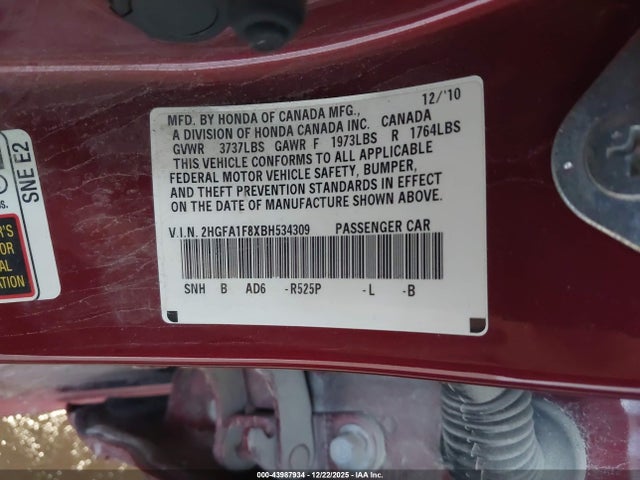 12/'10
MFD. BY HONDA OF CANADA MFG.,
A DIVISION OF HONDA CANADA INC. CANADA
GVWR 3737LBS GAWR F 1973LBS R 1764LBS
THIS VEHICLE CONFORMS TO ALL APPLICABLE
FEDERAL MOTOR VEHICLE SAFETY, BUMPER,
AND THEFT PREVENTION STANDARDS IN EFFECT
ON THE DATE OF MANUFACTURE SHOWN ABOVE.
V.I.N. 2HGFA1F8XBH534309 PASSENGER CAR
SNH B AD6 -R525P -L -B
SNE E2
000-43987934 - 12/22/2025 - IAA Inc.